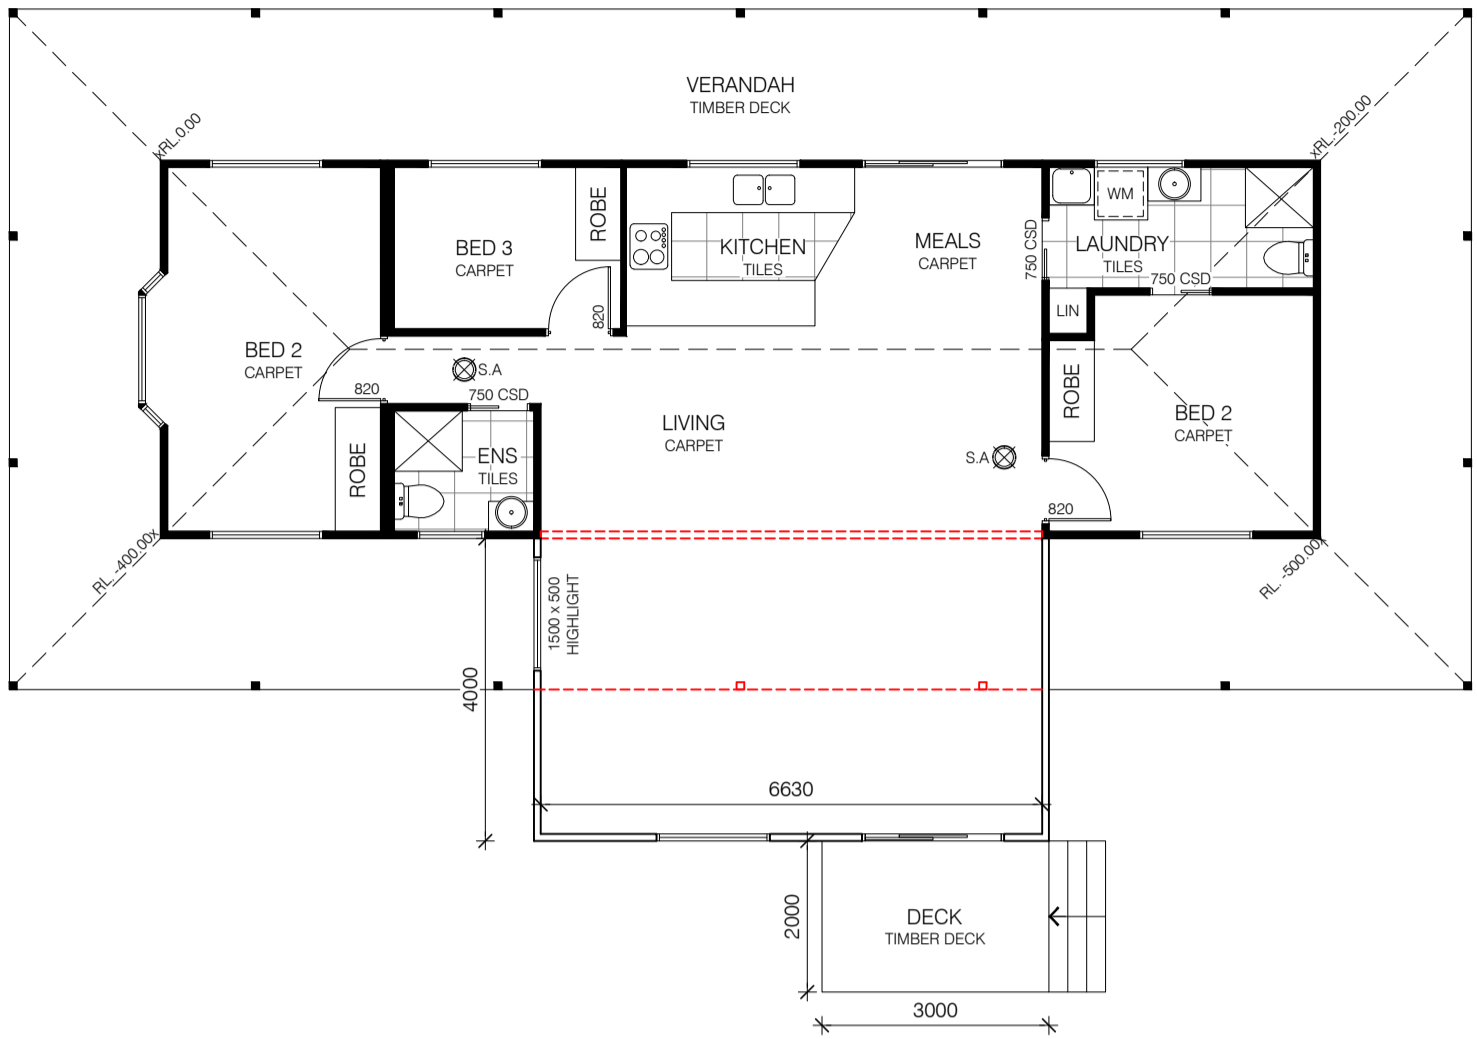 VERANDAH
TIMBER DECK
xRL.0.00
xRL.-200.00
BED 3
CARPET
ROBE
820
KITCHEN
TILES
MEALS
CARPET
750 CSD
WM
LAUNDRY
TILES
750 CSD
LIN
BED 2
CARPET
820
S.A
750 CSD
ROBE
ENS
TILES
LIVING
CARPET
S.A
ROBE
BED 2
CARPET
820
RL. -400.00x
RL. -500.00x
1500 x 500
HIGHLIGHT
4000
6630
2000
DECK
TIMBER DECK
3000